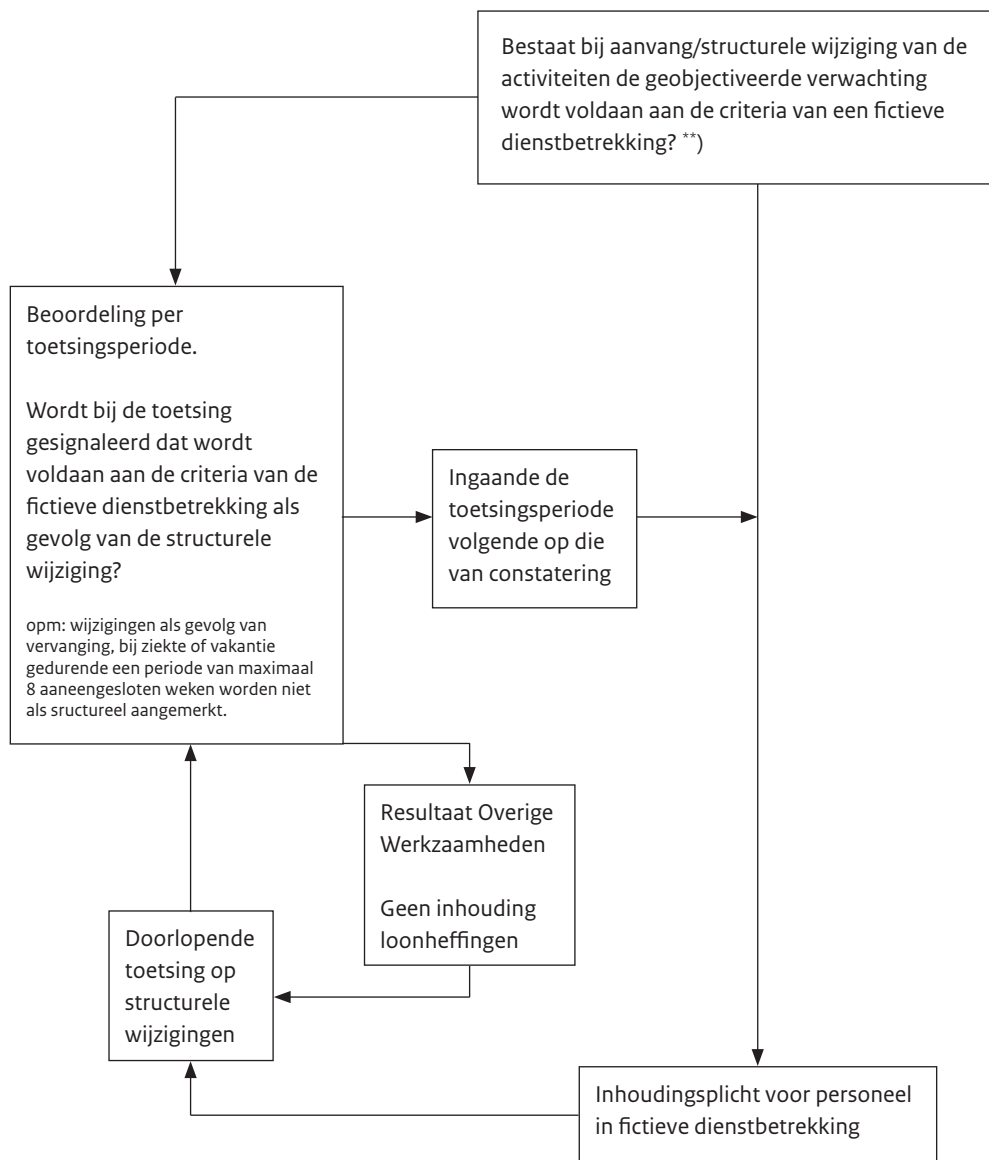 Bestaat bij aanvang/structurele wijziging van de
activiteiten de geobjectiveerde verwachting
wordt voldaan aan de criteria van een fictieve
dienstbetrekking? **)
Beoordeling per
toetsingsperiode.
Wordt bij de toetsing
gesignaleerd dat wordt
voldaan aan de criteria van de
fictieve dienstbetrekking als
gevolg van de structurele
wijziging?
opm: wijzigingen als gevolg van
vervanging, bij ziekte of vakantie
gedurende een periode van maximaal
8 aaneengesloten weken worden niet
als sructureel aangemerkt.
Ingaande de
toetsingsperiode
volgende op die
van constatering
Resultaat Overige
Werkzaamheden
Geen inhouding
loonheffingen
Doorlopende
toetsing op
structurele
wijzigingen
Inhoudingsplicht voor personeel
in fictieve dienstbetrekking